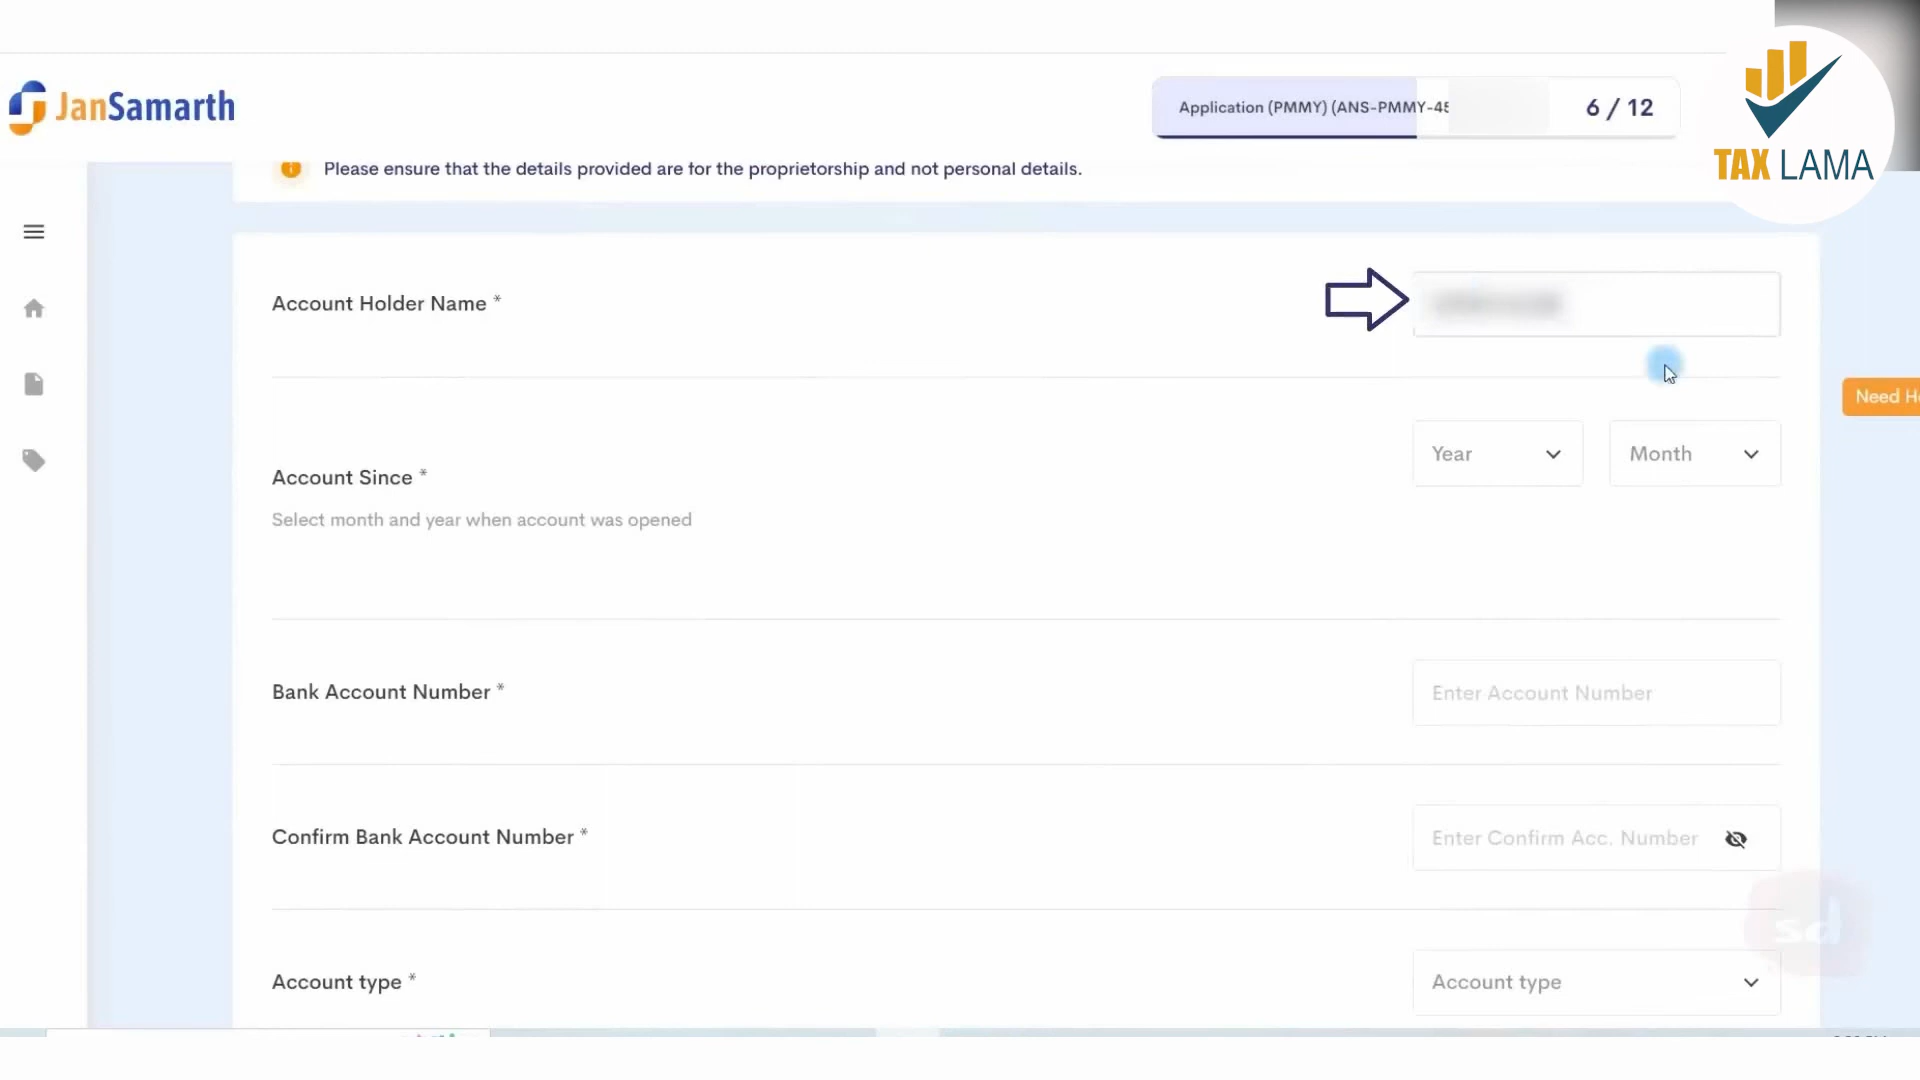 JanSamarth
Application (PMMY) (ANS-PMMY-45
6 / 12
TAX LAMA
Please ensure that the details provided are for the proprietorship and not personal details.
Account Holder Name *
Need H
Year
Month
Account Since *
Select month and year when account was opened
Bank Account Number *
Enter Account Number
Confirm Bank Account Number *
Enter Confirm Acc. Number
sd
Account type *
Account type